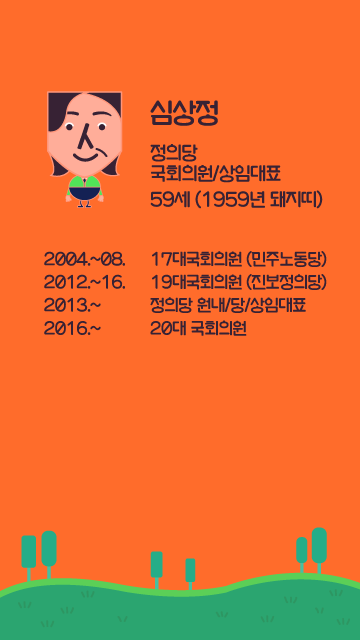 심상정
정의당
국회의원/상임대표
59세 (1959년 돼지띠)
2004.~08. 17대국회의원 (민주노동당)
2012.~16. 19대국회의원 (진보정의당)
2013.~ 정의당 원내/당/상임대표
2016.~ 20대 국회의원